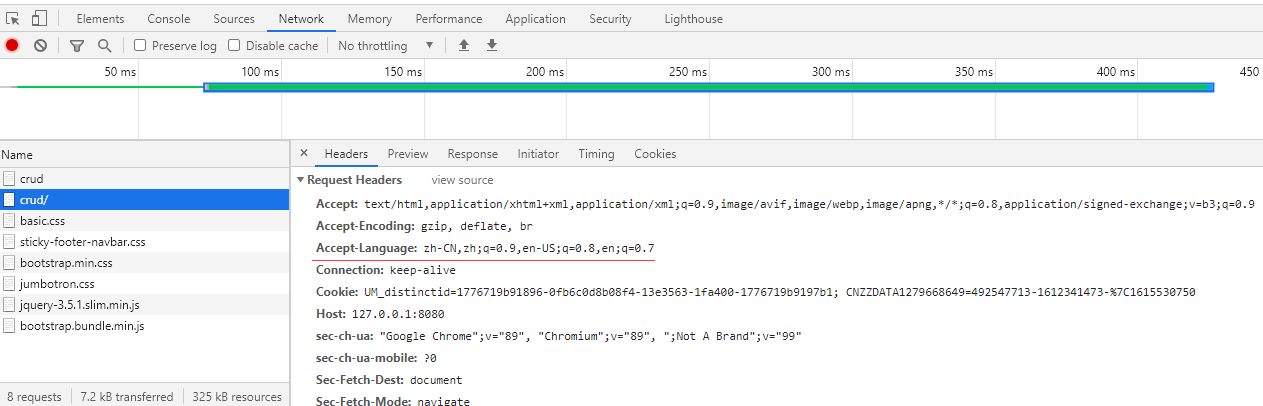 Elements Console Sources Network Memory Performance Application Security Lighthouse
Preserve log Disable cache No throttling
50 ms 100 ms 150 ms 200 ms 250 ms 300 ms 350 ms 400 ms 450
Name
crud
crud/
basic.css
sticky-footer-navbar.css
bootstrap.min.css
jumbotron.css
jquery-3.5.1.slim.min.js
bootstrap.bundle.min.js
8 requests 7.2 kB transferred 325 kB resources
× Headers Preview Response Initiator Timing Cookies
Request Headers view source
Accept: text/html,application/xhtml+xml,application/xml;q=0.9,image/avif,image/webp,image/apng,*/*;q=0.8,application/signed-exchange;v=b3;q=0.9
Accept-Encoding: gzip, deflate, br
Accept-Language: zh-CN,zh;q=0.9,en-US;q=0.8,en;q=0.7
Connection: keep-alive
Cookie: UM_distinctid=1776719b91896-0fb6c0d8b08f4-13e3563-1fa400-1776719b9197b1; CNZZDATA1279668649=492547713-1612341473-%7C1615530750
Host: 127.0.0.1:8080
sec-ch-ua: "Google Chrome";v="89", "Chromium";v="89", ";Not A Brand";v="99"
sec-ch-ua-mobile: ?0
Sec-Fetch-Dest: document
Sec-Fetch-Mode: navigate